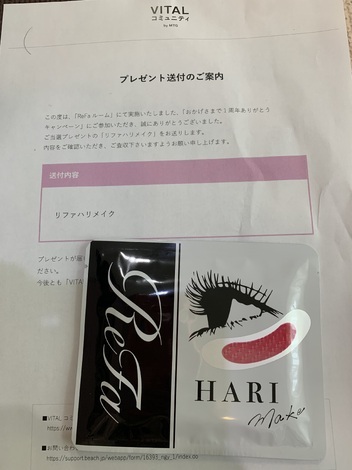 VITAL
コミュニティ
by MTG
プレゼント送付のご案内
この度は、「ReFaルーム」にて実施いたしました、「おかげさまで1周年ありがとう
キャンペーン」にご参加いただき、誠にありがとうございました。
ご当選プレゼントの「リファハリメイク」をお送りします。
内容をご確認いただき、ご査収下さいますようお願い申し上げます。
送付内容
リファハリメイク
プレゼントが届
ださい。
今後とも「VITA
ReFa
HARI
Make
■VITAL コミ
https://we
■お問い合わ
https://support.beach.jp/webapp/form/16393_ngy_1/index.do